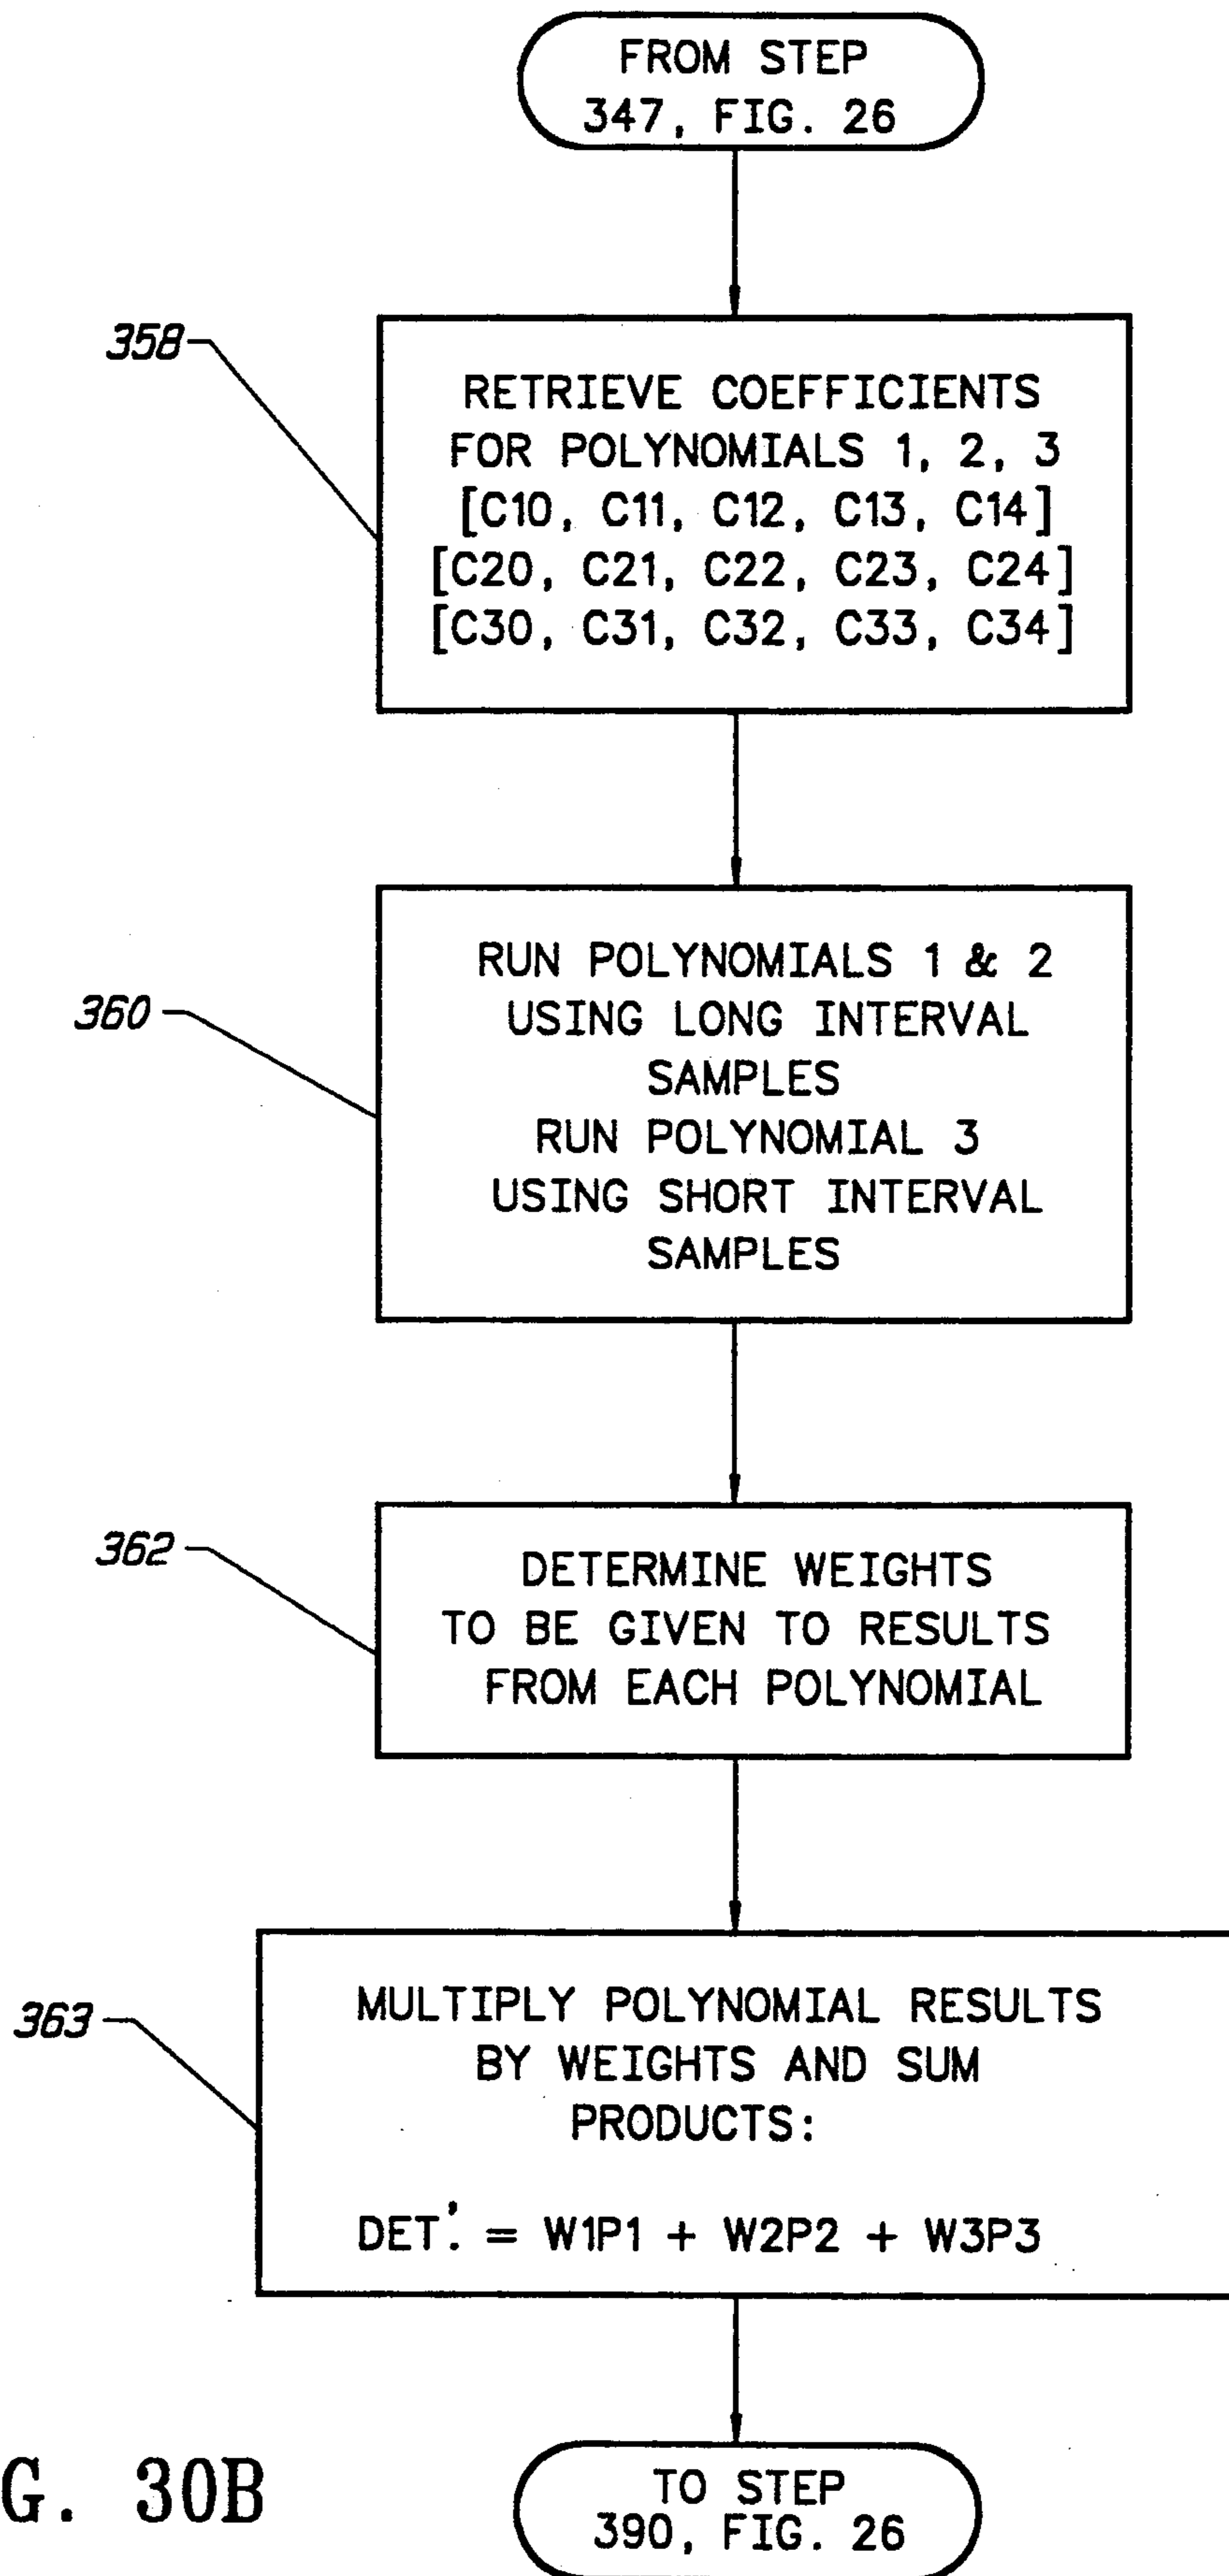 FROM STEP
347, FIG. 26
358
RETRIEVE COEFFICIENTS
FOR POLYNOMIALS 1, 2, 3
[C10, C11, C12, C13, C14]
[C20, C21, C22, C23, C24]
[C30, C31, C32, C33, C34]
360
RUN POLYNOMIALS 1 & 2
USING LONG INTERVAL
SAMPLES
RUN POLYNOMIAL 3
USING SHORT INTERVAL
SAMPLES
362
DETERMINE WEIGHTS
TO BE GIVEN TO RESULTS
FROM EACH POLYNOMIAL
363
MULTIPLY POLYNOMIAL RESULTS
BY WEIGHTS AND SUM
PRODUCTS:
DET.' = W1P1 + W2P2 + W3P3
TO STEP
390, FIG. 26
G. 30B